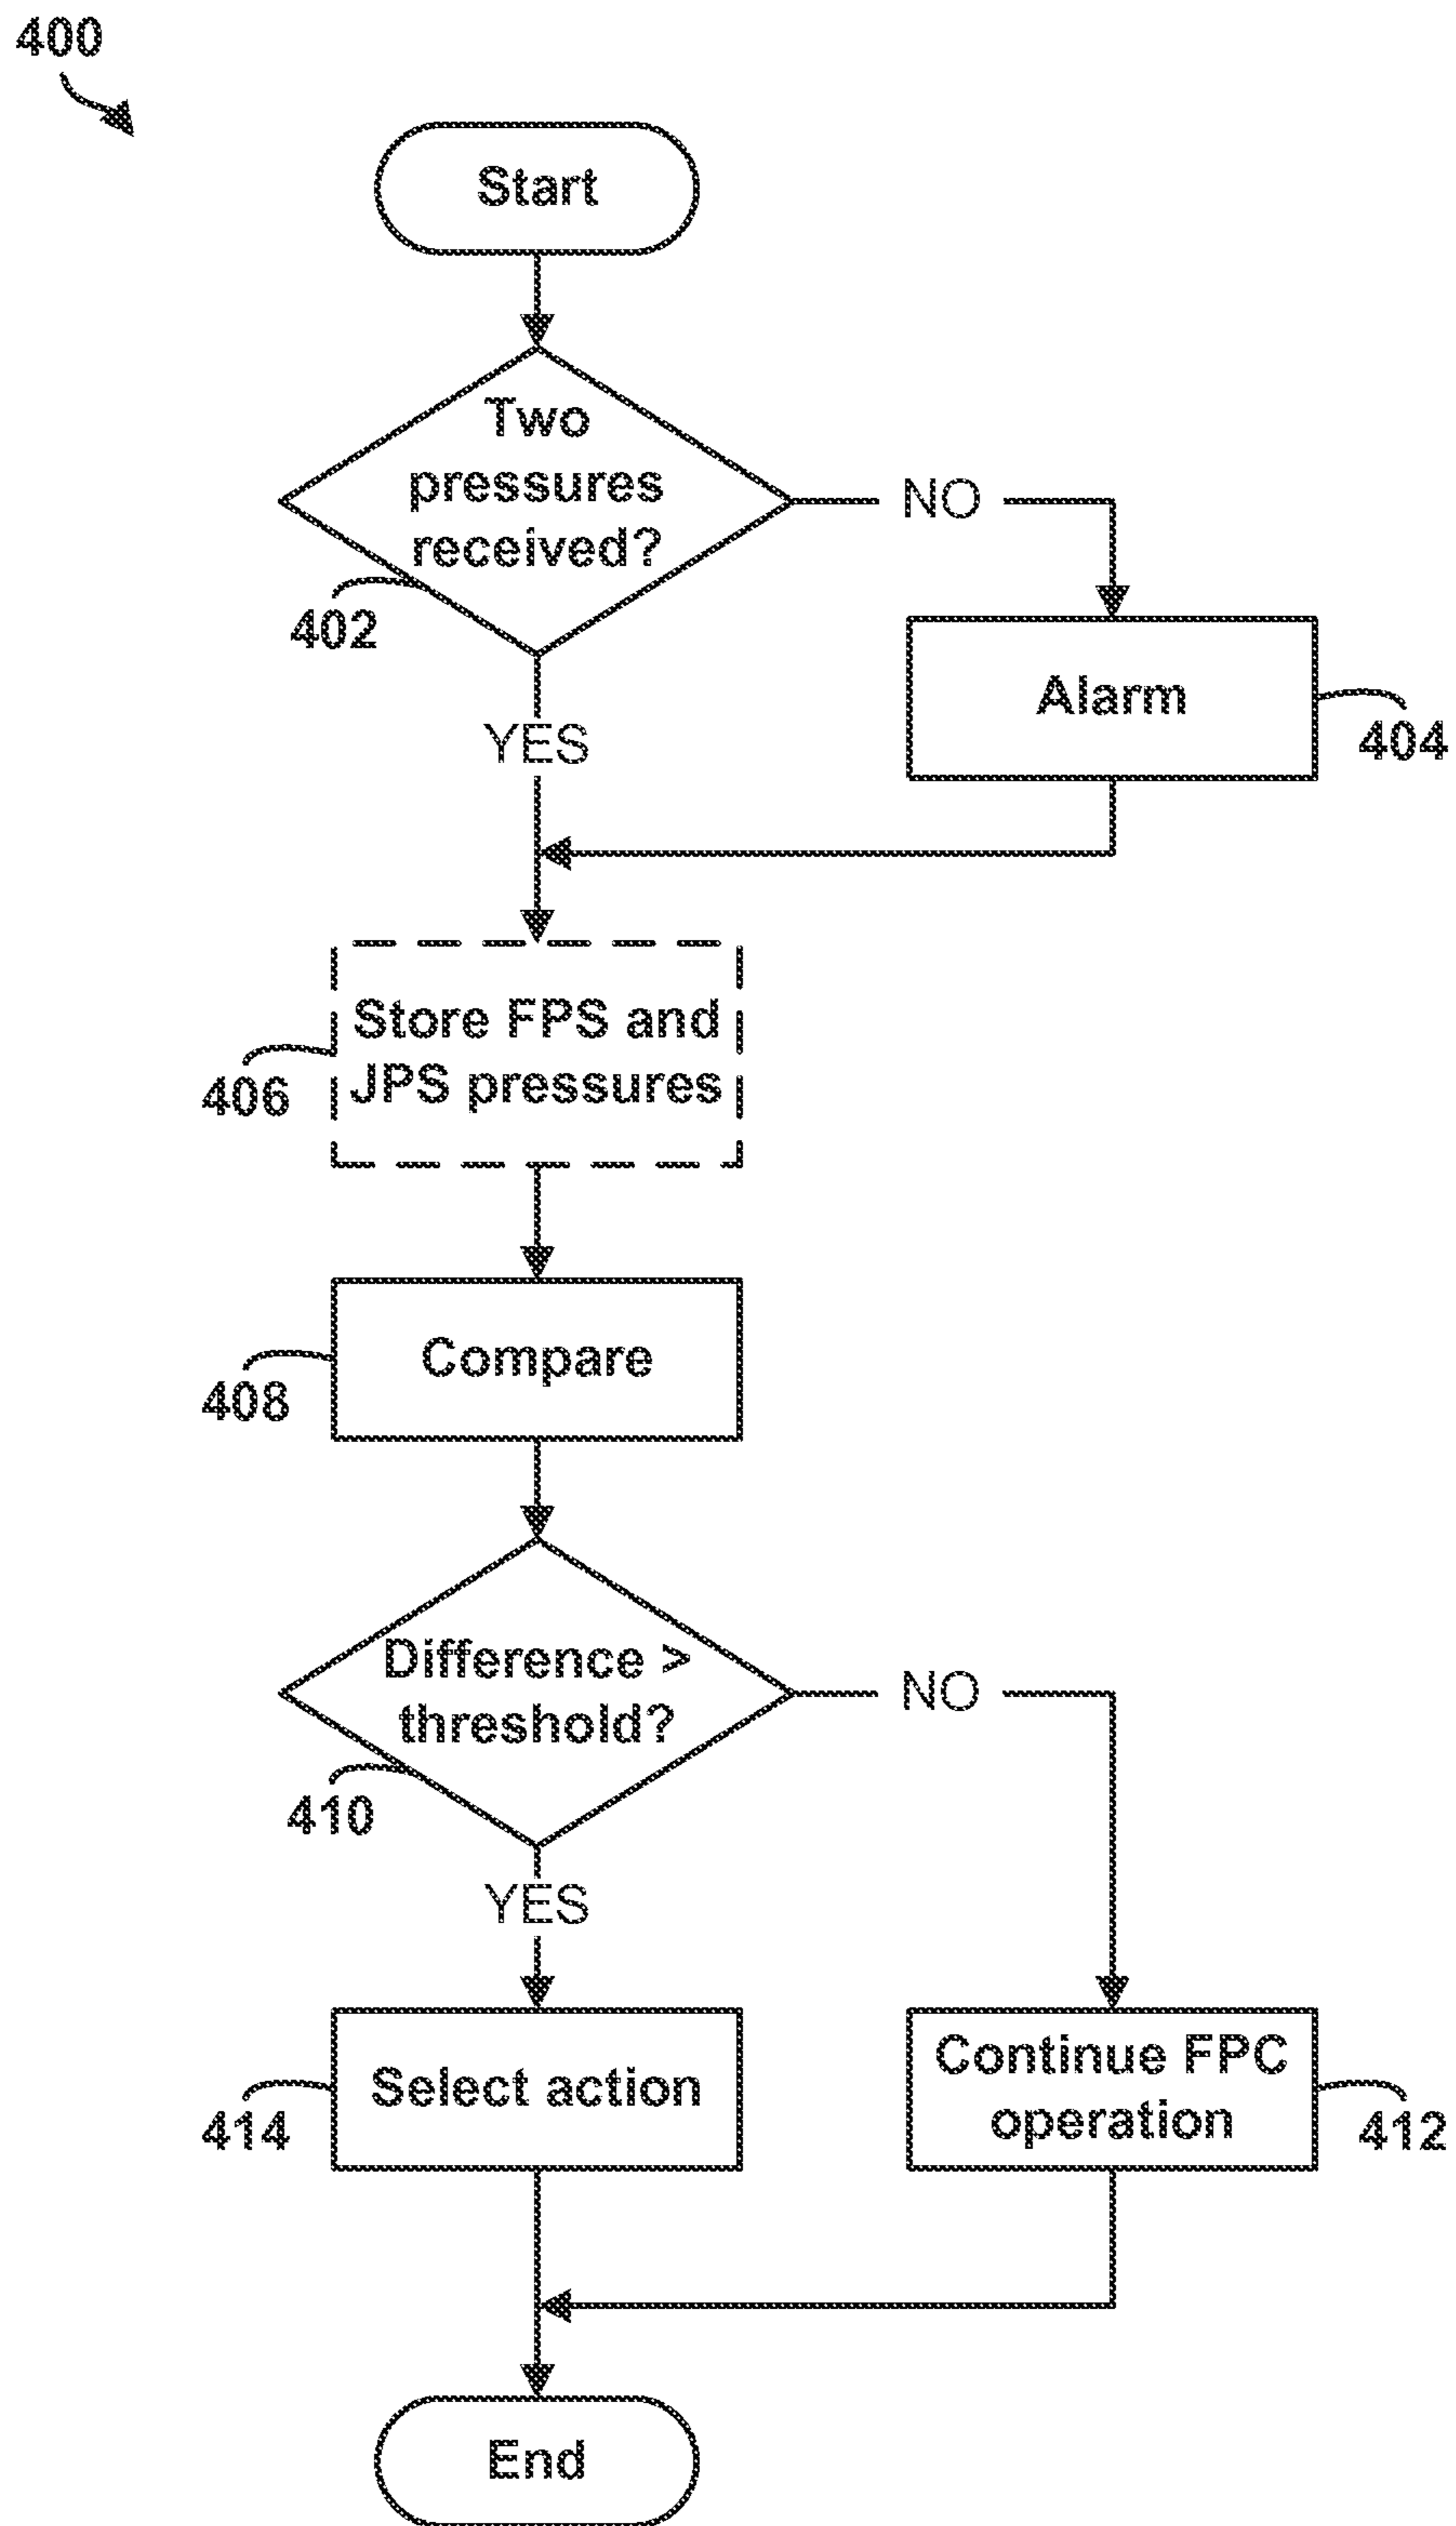 400
Start
Two
pressures
received?
402
NO
Alarm
404
YES
Store FPS and
JPS pressures
406
Compare
408
Difference >
threshold?
410
NO
YES
Select action
414
Continue FPC
operation
412
End